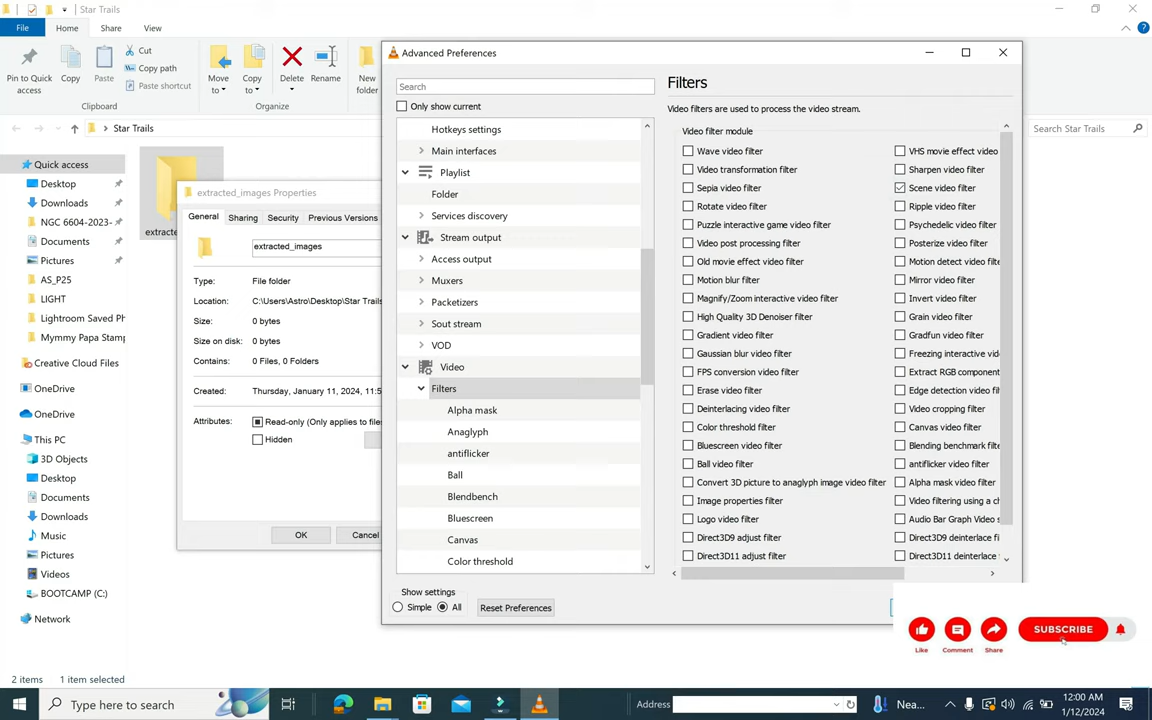 Star Trails
File Home Share View
Pin to Quick access
Copy
Paste
Cut
Copy path
Paste shortcut
Clipboard
Move to
Copy to
Delete
Rename
New folder
Organize
Star Trails
Search Star Trails
Quick access
Desktop
Downloads
NGC 6604-2023-
Documents
Pictures
AS_P25
LIGHT
Lightroom Saved Ph
Mymmy Papa Stamp
Creative Cloud Files
OneDrive
OneDrive
This PC
3D Objects
Desktop
Documents
Downloads
Music
Pictures
Videos
BOOTCAMP (C:)
Network
2 items 1 item selected
extracte
extracted_images Properties
General Sharing Security Previous Versions
extracted_images
Type: File folder
Location: C:\Users\Astro\Desktop\Star Trails
Size: 0 bytes
Size on disk: 0 bytes
Contains: 0 Files, 0 Folders
Created: Thursday, January 11, 2024, 11:5
Attributes: Read-only (Only applies to files
Hidden
OK Cancel
Advanced Preferences
Search
Only show current
Hotkeys settings
Main interfaces
Playlist
Folder
Services discovery
Stream output
Access output
Muxers
Packetizers
Sout stream
VOD
Video
Filters
Alpha mask
Anaglyph
antiflicker
Ball
Blendbench
Bluescreen
Canvas
Color threshold
Show settings
Simple All
Reset Preferences
Filters
Video filters are used to process the video stream.
Video filter module
Wave video filter
Video transformation filter
Sepia video filter
Rotate video filter
Puzzle interactive game video filter
Video post processing filter
Old movie effect video filter
Motion blur filter
Magnify/Zoom interactive video filter
High Quality 3D Denoiser filter
Gradient video filter
Gaussian blur video filter
FPS conversion video filter
Erase video filter
Deinterlacing video filter
Color threshold filter
Bluescreen video filter
Ball video filter
Convert 3D picture to anaglyph image video filter
Image properties filter
Logo video filter
Direct3D9 adjust filter
Direct3D11 adjust filter
VHS movie effect video
Sharpen video filter
Scene video filter
Ripple video filter
Psychedelic video filter
Posterize video filter
Motion detect video filte
Mirror video filter
Invert video filter
Grain video filter
Gradfun video filter
Freezing interactive vide
Extract RGB component
Edge detection video fil
Video cropping filter
Canvas video filter
Blending benchmark filte
antiflicker video filter
Alpha mask video filter
Video filtering using a ch
Audio Bar Graph Video s
Direct3D9 deinterlace fi
Direct3D11 deinterlace
Like
Comment
Share
SUBSCRIBE
Type here to search
Address
Nea...
12:00 AM
1/12/2024